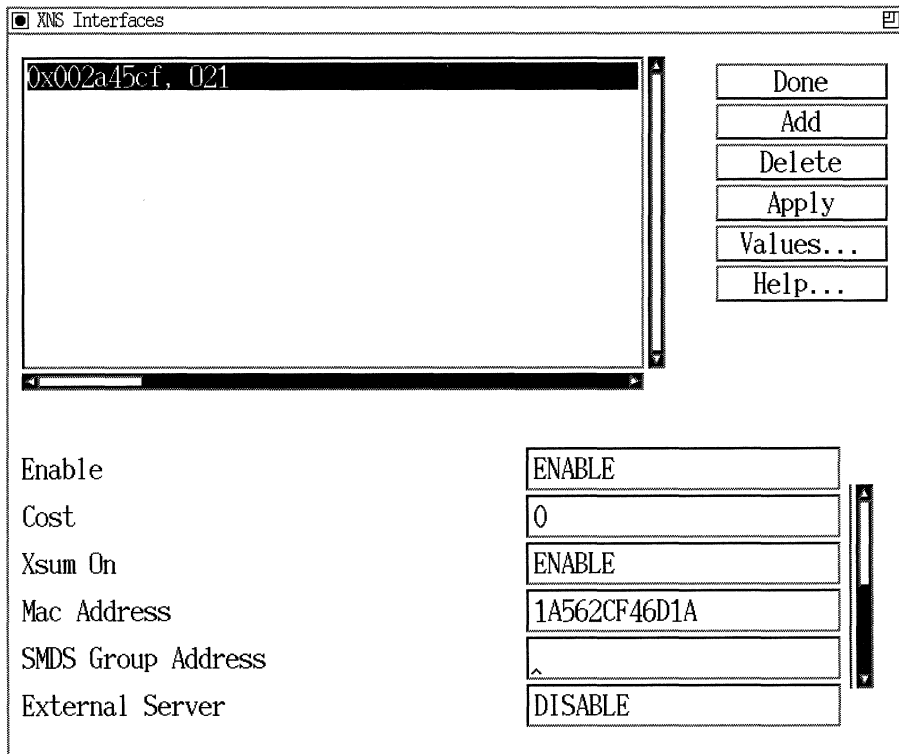 XNS Interfaces
0x002a45cf, 021
Done
Add
Delete
Apply
Values...
Help...
Enable ENABLE
Cost 0
Xsum On ENABLE
Mac Address 1A562CF46D1A
SMDS Group Address
External Server DISABLE